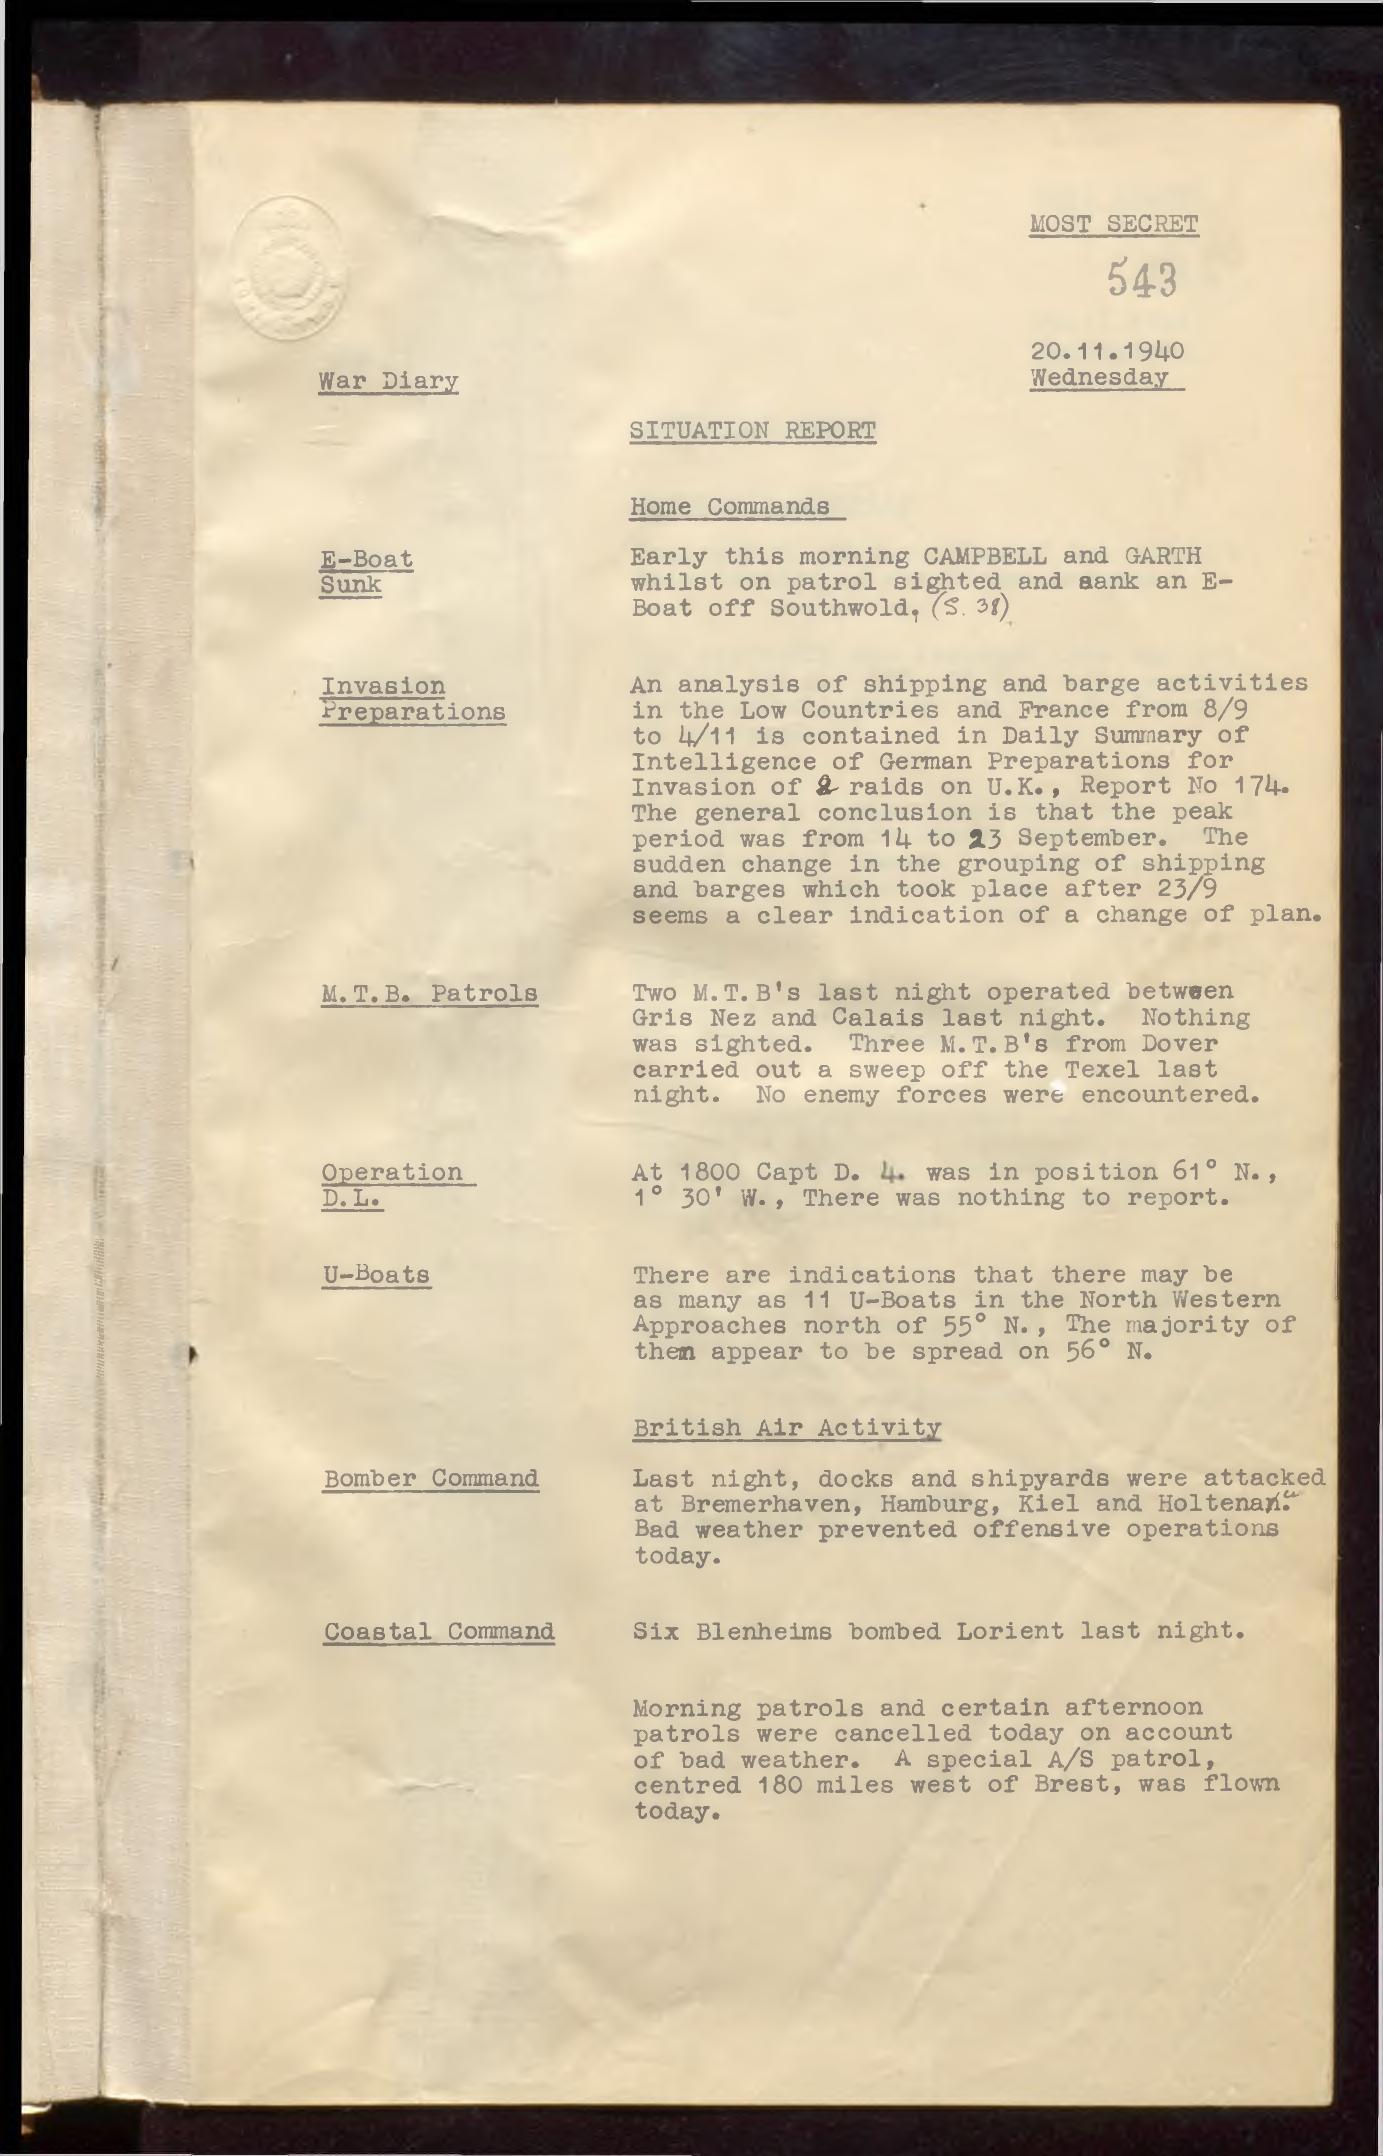 MOST SECRET
543
20.11.1940
Wednesday
War Diary
SITUATION REPORT
Home Commands
E-Boat
Sunk
Early this morning CAMPBELL and GARTH
whilst on patrol sighted and sank an E-
Boat off Southwold, (S. 38)
Invasion
Preparations
An analysis of shipping and barge activities
in the Low Countries and France from 8/9
to 4/11 is contained in Daily Summary of
Intelligence of German Preparations for
Invasion of & raids on U.K., Report No 174.
The general conclusion is that the peak
period was from 14 to 23 September. The
sudden change in the grouping of shipping
and barges which took place after 23/9
seems a clear indication of a change of plan.
M.T.B. Patrols
Two M.T.B's last night operated between
Gris Nez and Calais last night. Nothing
was sighted. Three M.T.B's from Dover
carried out a sweep off the Texel last
night. No enemy forces were encountered.
Operation
D.L.
At 1800 Capt D. 4. was in position 61° N.,
1° 30' W., There was nothing to report.
U-Boats
There are indications that there may be
as many as 11 U-Boats in the North Western
Approaches north of 55° N., The majority of
them appear to be spread on 56° N.
British Air Activity
Bomber Command
Last night, docks and shipyards were attacked
at Bremerhaven, Hamburg, Kiel and Holtenau.
Bad weather prevented offensive operations
today.
Coastal Command
Six Blenheims bombed Lorient last night.
Morning patrols and certain afternoon
patrols were cancelled today on account
of bad weather. A special A/S patrol,
centred 180 miles west of Brest, was flown
today.